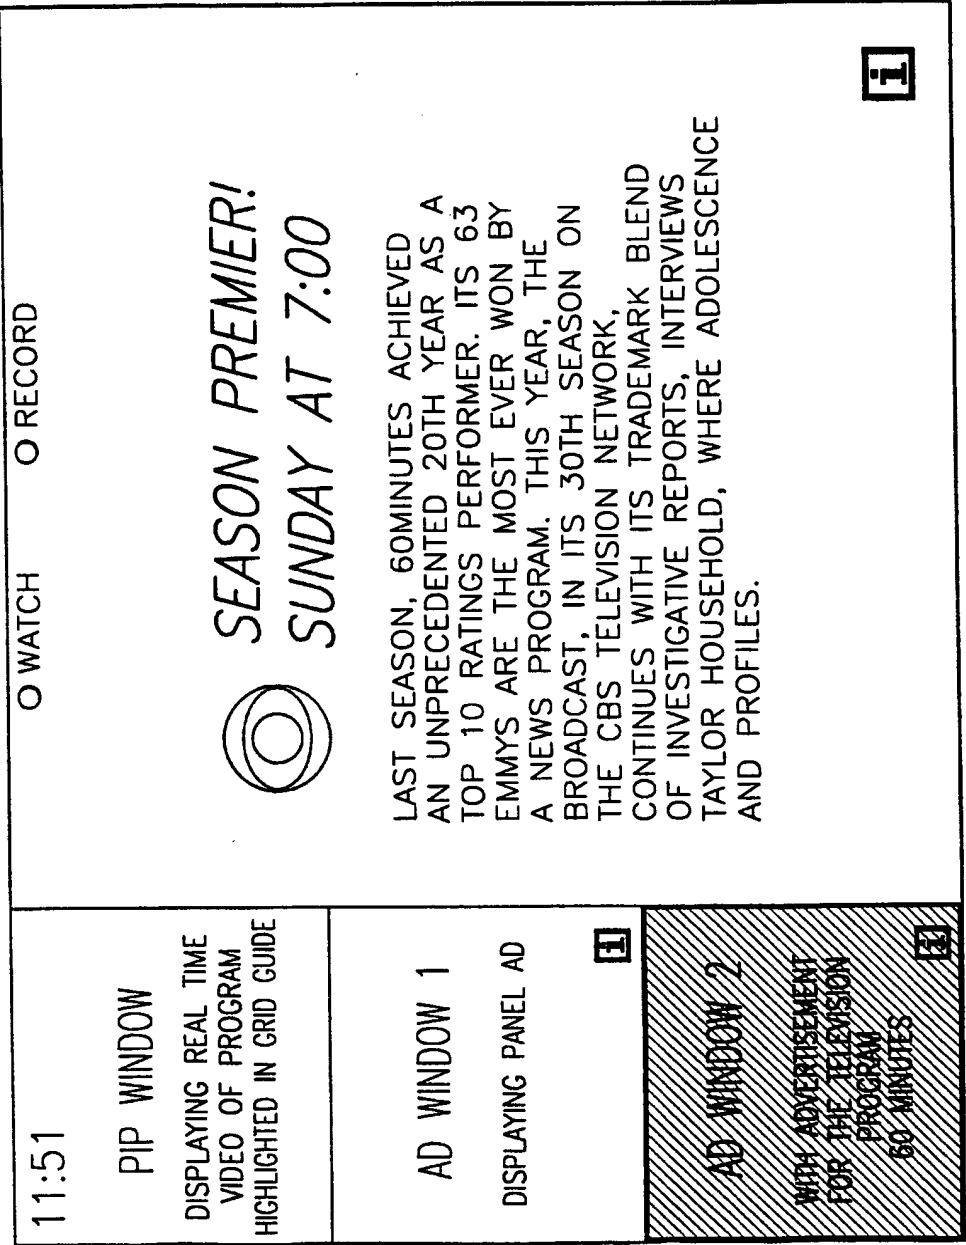 11:51
PIP WINDOW
DISPLAYING REAL TIME
VIDEO OF PROGRAM
HIGHLIGHTED IN GRID GUIDE
AD WINDOW 1
DISPLAYING PANEL AD
i
AD WINDOW 2
WITH ADVERTISEMENT
FOR THE TELEVISION
PROGRAM
60 MINUTES
i
O WATCH O RECORD
SEASON PREMIER!
SUNDAY AT 7:00
LAST SEASON, 60MINUTES ACHIEVED
AN UNPRECEDENTED 20TH YEAR AS A
TOP 10 RATINGS PERFORMER. ITS 63
EMMYS ARE THE MOST EVER WON BY
A NEWS PROGRAM. THIS YEAR, THE
BROADCAST, IN ITS 30TH SEASON ON
THE CBS TELEVISION NETWORK,
CONTINUES WITH ITS TRADEMARK BLEND
OF INVESTIGATIVE REPORTS, INTERVIEWS
TAYLOR HOUSEHOLD, WHERE ADOLESCENCE
AND PROFILES.
i